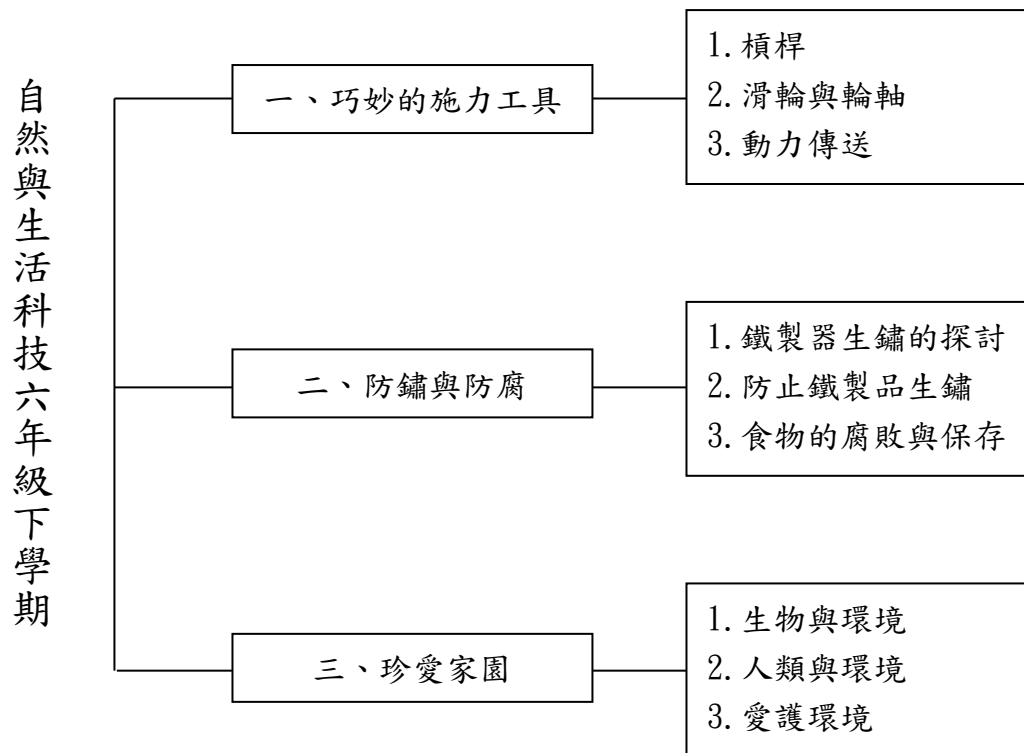 自然與生活科技六年級下學期
一、巧妙的施力工具
1.槓桿
2.滑輪與輪軸
3.動力傳送
二、防鏽與防腐
1.鐵製器生鏽的探討
2.防止鐵製品生鏽
3.食物的腐敗與保存
三、珍愛家園
1.生物與環境
2.人類與環境
3.愛護環境